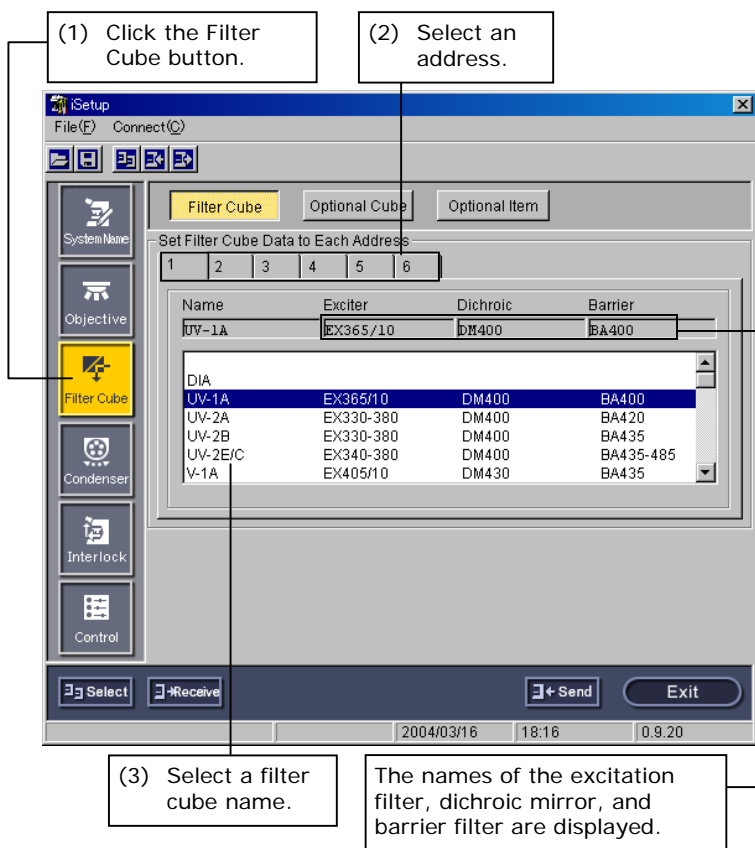 (1) Click the Filter
Cube button.
(2) Select an
address.
iSetup
File(F) Connect(C)
SystemName
Objective
Filter Cube
Condenser
Interlock
Control
Filter Cube Optional Cube Optional Item
Set Filter Cube Data to Each Address
1 2 3 4 5 6
Name Exciter Dichroic Barrier
UV-1A EX365/10 DM400 BA400
DIA
UV-1A EX365/10 DM400 BA400
UV-2A EX330-380 DM400 BA420
UV-2B EX330-380 DM400 BA435
UV-2E/C EX340-380 DM400 BA435-485
V-1A EX405/10 DM430 BA435
Select Receive Send Exit
2004/03/16 18:16 0.9.20
(3) Select a filter
cube name.
The names of the excitation
filter, dichroic mirror, and
barrier filter are displayed.